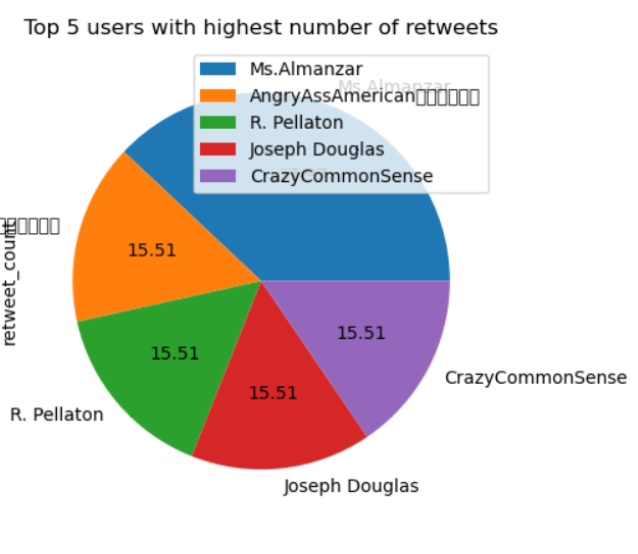 Top 5 users with highest number of retweets
Ms.Almanzar
Ms.Almanzar
AngryAssAmerican
R. Pellaton
Joseph Douglas
CrazyCommonSense
retweet_count
15.51
15.51
15.51
15.51
CrazyCommonSense
R. Pellaton
Joseph Douglas